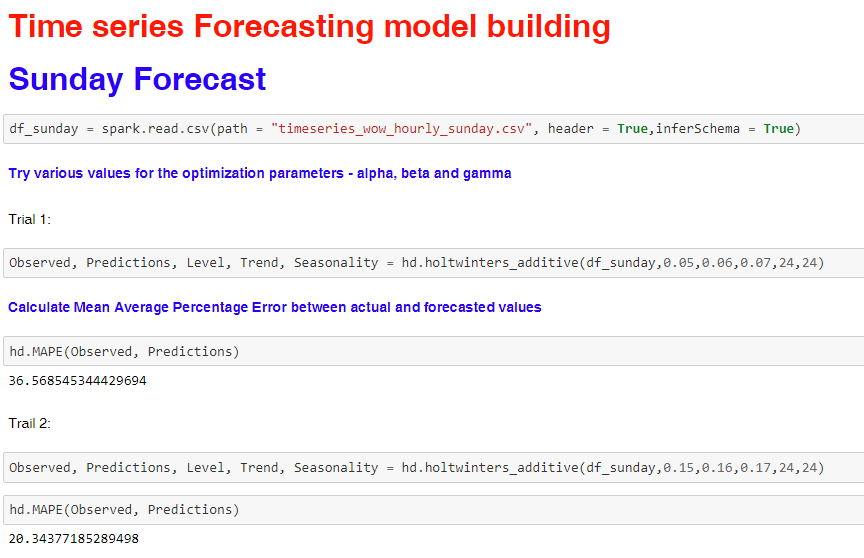 Time series Forecasting model building
Sunday Forecast
df_sunday = spark.read.csv(path = "timeseries_wow_hourly_sunday.csv", header = True,inferSchema = True)
Try various values for the optimization parameters - alpha, beta and gamma
Trial 1:
Observed, Predictions, Level, Trend, Seasonality = hd.holtwinters_additive(df_sunday,0.05,0.06,0.07,24,24)
Calculate Mean Average Percentage Error between actual and forecasted values
hd.MAPE(Observed, Predictions)
36.568545344429694
Trail 2:
Observed, Predictions, Level, Trend, Seasonality = hd.holtwinters_additive(df_sunday,0.15,0.16,0.17,24,24)
hd.MAPE(Observed, Predictions)
20.34377185289498